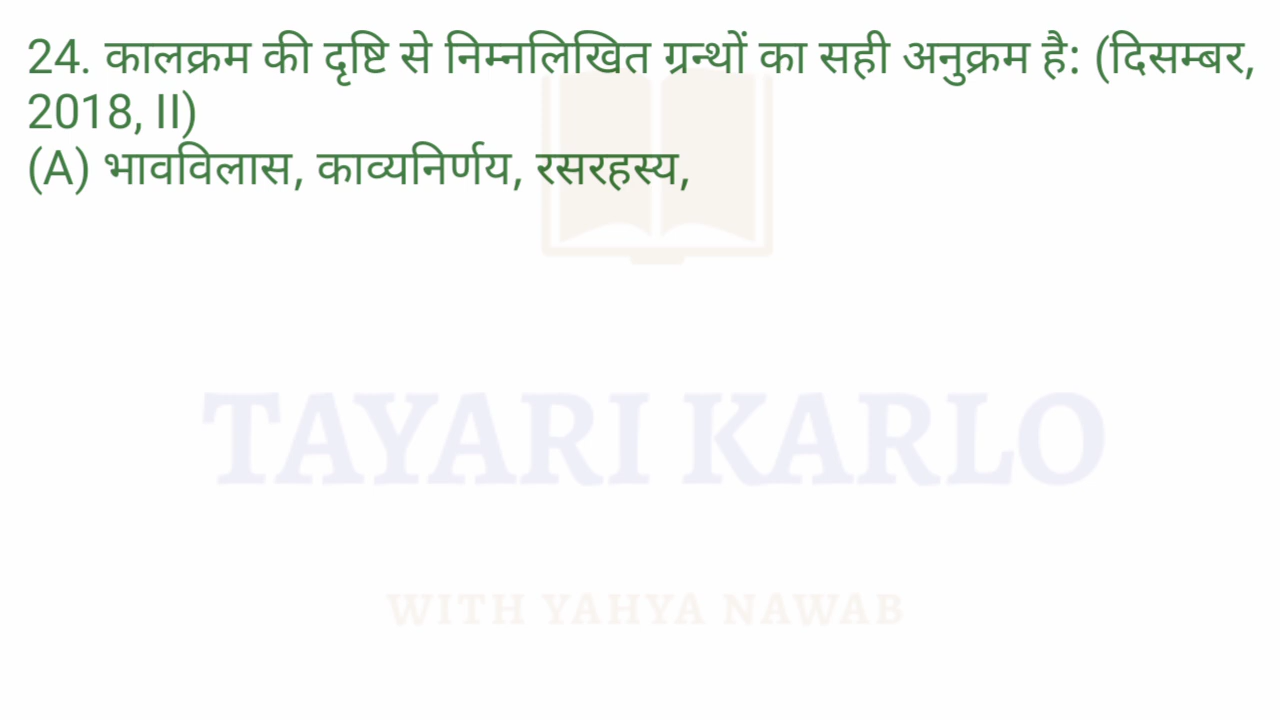 24. कालक्रम की दृष्टि से निम्नलिखित ग्रन्थों का सही अनुक्रम है: (दिसम्बर,
2018, II)
(A) भावविलास, काव्यनिर्णय, रसरहस्य,
TAYARI KARLO
WITH YAHYA NAWAB